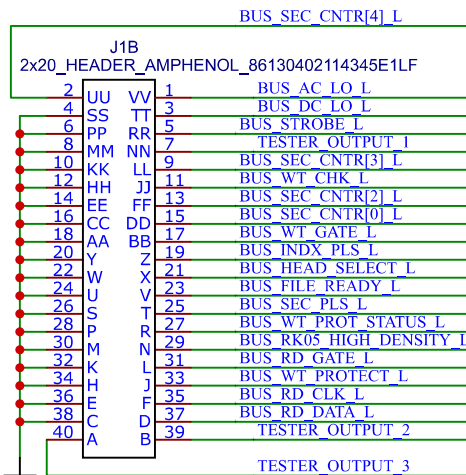 BUS_SEC_CNTR[4]_L
J1B
2x20_HEADER_AMPHENOL_86130402114345E1LF
2 UU VV 1 BUS_AC_LO_L
4 SS TT 3 BUS_DC_LO_L
6 PP RR 5 BUS_STROBE_L
8 MM NN 7 TESTER_OUTPUT_1
10 KK LL 9 BUS_SEC_CNTR[3]_L
12 HH JJ 11 BUS_WT_CHK_L
14 EE FF 13 BUS_SEC_CNTR[2]_L
16 CC DD 15 BUS_SEC_CNTR[0]_L
18 AA BB 17 BUS_WT_GATE_L
20 Y Z 19 BUS_INDX_PLS_L
22 W X 21 BUS_HEAD_SELECT_L
24 U V 23 BUS_FILE_READY_L
26 S T 25 BUS_SEC_PLS_L
28 P R 27 BUS_WT_PROT_STATUS_L
30 M N 29 BUS_RK05_HIGH_DENSITY_L
32 K L 31 BUS_RD_GATE_L
34 H J 33 BUS_WT_PROTECT_L
36 E F 35 BUS_RD_CLK_L
38 C D 37 BUS_RD_DATA_L
40 A B 39 TESTER_OUTPUT_2
TESTER_OUTPUT_3